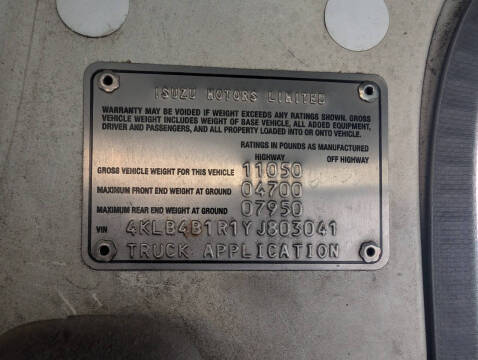 ISUZU MOTORS LIMITED
WARRANTY MAY BE VOIDED IF WEIGHT EXCEEDS ANY RATINGS SHOWN. GROSS
VEHICLE WEIGHT INCLUDES WEIGHT OF BASE VEHICLE, ALL ADDED EQUIPMENT,
DRIVER AND PASSENGERS, AND ALL PROPERTY LOADED INTO OR ONTO VEHICLE.
RATINGS IN POUNDS AS MANUFACTURED
HIGHWAY OFF HIGHWAY
GROSS VEHICLE WEIGHT FOR THIS VEHICLE 11050
MAXIMUM FRONT END WEIGHT AT GROUND 04700
MAXIMUM REAR END WEIGHT AT GROUND 07950
VIN 4KLB4B1R1YJ803041
TRUCK APPLICATION